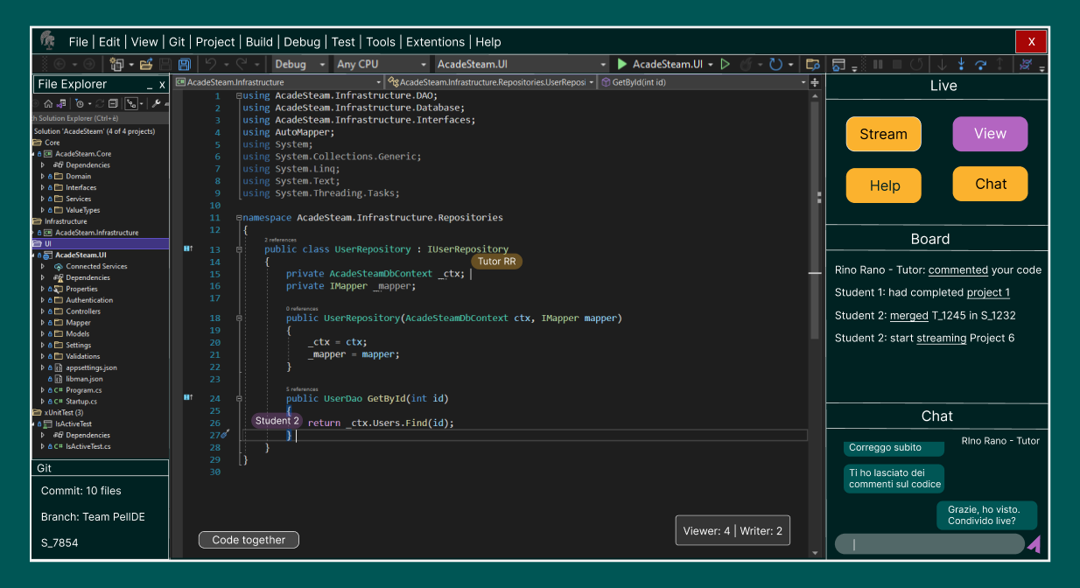 File | Edit | View | Git | Project | Build | Debug | Test | Tools | Extentions | Help
X
Debug
Any CPU
AcadeSteam.UI
AcadeSteam.UI
File Explorer
_ x
h Solution Explorer (Ctrl+è)
Solution 'AcadeSteam' (4 of 4 projects)
Core
AcadeSteam.Core
Dependencies
Domain
Interfaces
Services
ValueTypes
Infrastructure
AcadeSteam.Infrastructure
UI
AcadeSteam.UI
Connected Services
Dependencies
Properties
Authentication
Controllers
Mapper
Models
Settings
Validations
appsettings.json
libman.json
C# Program.cs
C# Startup.cs
xUnitTest (3)
IsActiveTest
Dependencies
C# IsActiveTest.cs
Git
Commit: 10 files
Branch: Team PellDE
S_7854
AcadeSteam.Infrastructure
AcadeSteam.Infrastructure.Repositories.UserReposi
GetById(int id)
1 using AcadeSteam.Infrastructure.DAO;
2 using AcadeSteam.Infrastructure.Database;
3 using AcadeSteam.Infrastructure.Interfaces;
4 using AutoMapper;
5 using System;
6 using System.Collections.Generic;
7 using System.Linq;
8 using System.Text;
9 using System.Threading.Tasks;
10
11 namespace AcadeSteam.Infrastructure.Repositories
12 {
2 references
13 public class UserRepository : IUserRepository
14 {
Tutor RR
15 private AcadeSteamDbContext _ctx;
16 private IMapper _mapper;
17
0 references
18 public UserRepository(AcadeSteamDbContext ctx, IMapper mapper)
19 {
20 _ctx = ctx;
21 _mapper = mapper;
22 }
23
5 references
24 public UserDao GetById(int id)
25 {
Student 2
26 return _ctx.Users.Find(id);
27 }
28 }
29 }
30
Code together
Viewer: 4 | Writer: 2
Live
Stream
View
Help
Chat
Board
Rino Rano - Tutor: commented your code
Student 1: had completed project 1
Student 2: merged T_1245 in S_1232
Student 2: start streaming Project 6
Chat
RIno Rano - Tutor
Correggo subito
Ti ho lasciato dei
commenti sul codice
Grazie, ho visto.
Condivido live?